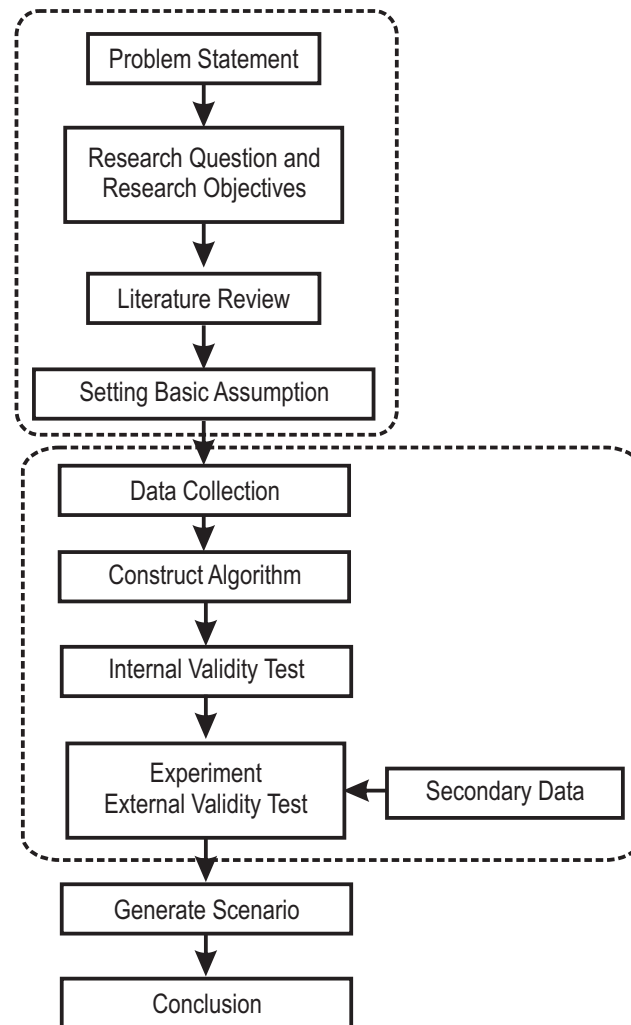 Problem Statement
Research Question and
Research Objectives
Literature Review
Setting Basic Assumption
Data Collection
Construct Algorithm
Internal Validity Test
Experiment
External Validity Test
Secondary Data
Generate Scenario
Conclusion